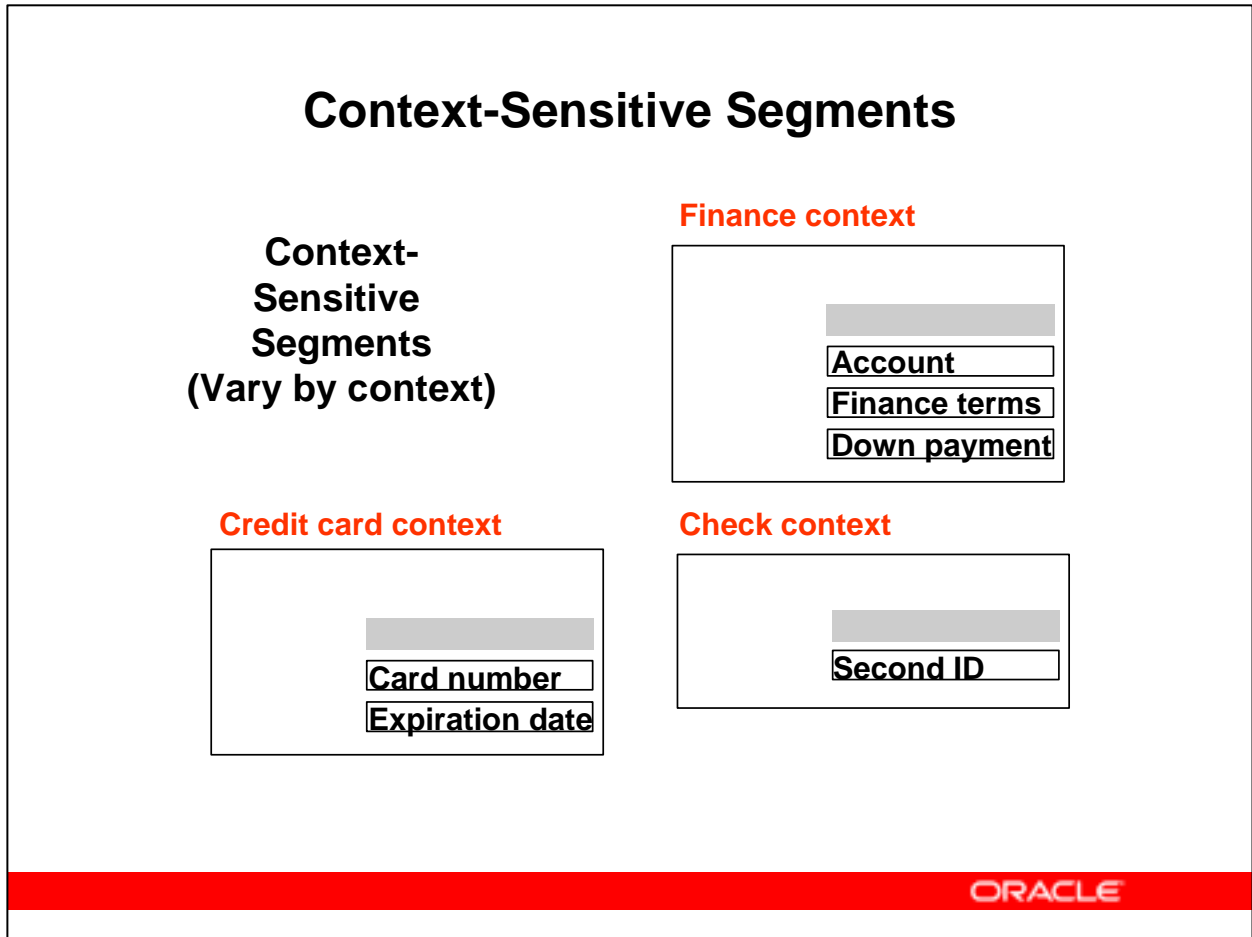 Context-Sensitive Segments
Context-
Sensitive
Segments
(Vary by context)
Finance context
Account
Finance terms
Down payment
Credit card context
Card number
Expiration date
Check context
Second ID
ORACLE